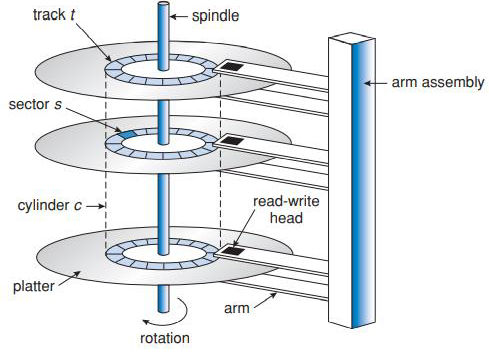 track t
spindle
arm assembly
sector s
cylinder c
read-write
head
platter
arm
rotation